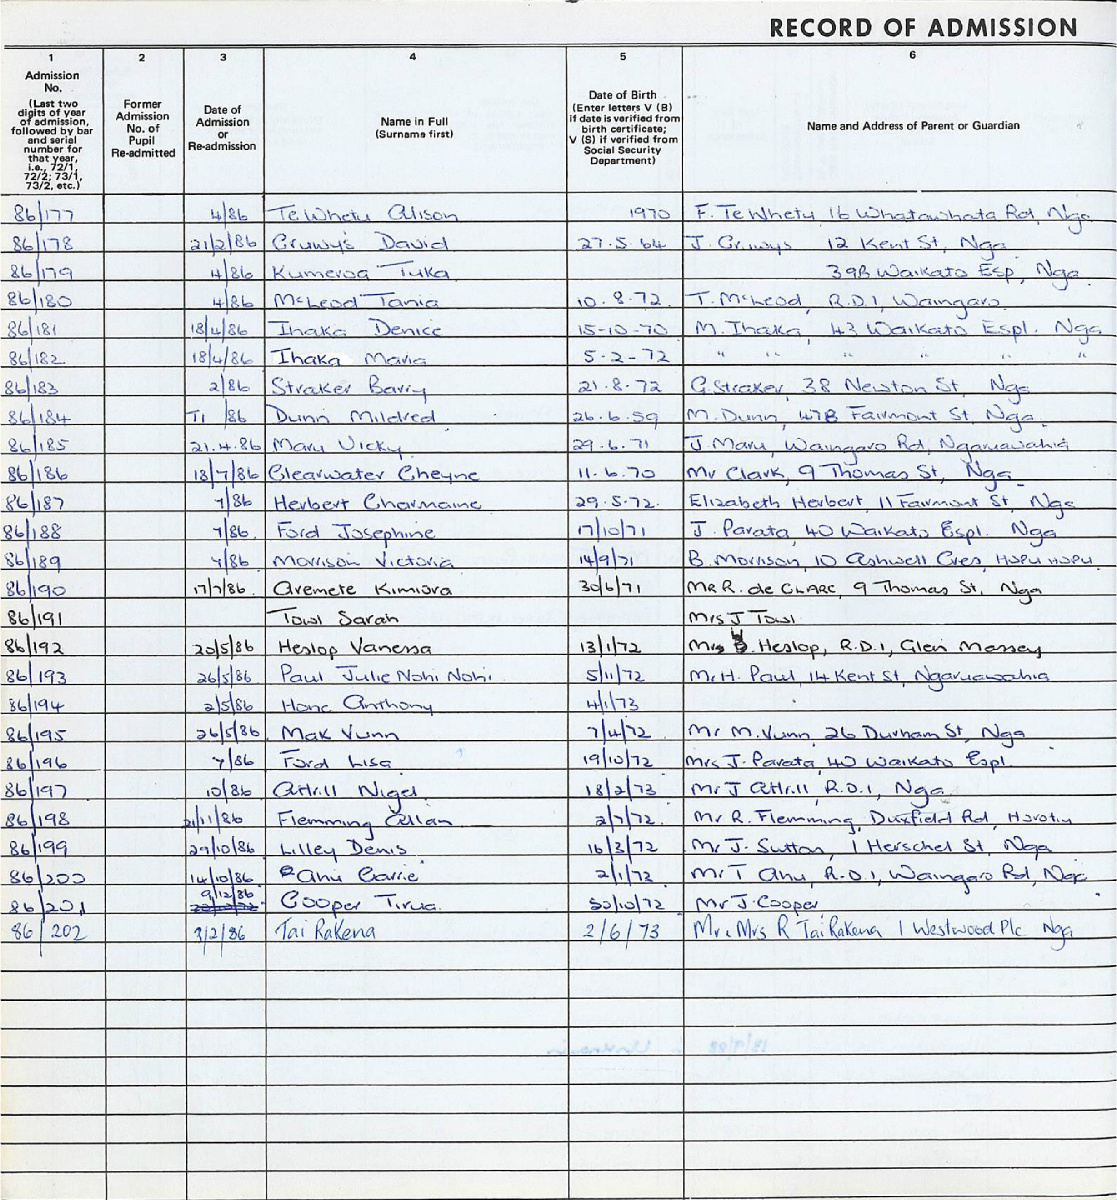 RECORD OF ADMISSION
1 2 3 4 5 6
Admission No. (Last two digits of year of admission, followed by bar and serial number for that year, i.e., 72/1, 72/2; 73/1, 73/2, etc.)
Former Admission No. of Pupil Re-admitted
Date of Admission or Re-admission
Name in Full (Surname first)
Date of Birth (Enter letters V (B) if date is verified from birth certificate; V (S) if verified from Social Security Department)
Name and Address of Parent or Guardian
86/177 4/86 Te Whetu Alison 1970 F. Te Whetu 16 Whatawhata Rd, Nga
86/178 21/2/86 Gruwys David 27.5.64 J. Gruwys 12 Kent St, Nga
86/179 4/86 Kumeroa Tuka 39B Waikato Esp, Nga
86/180 4/86 McLeod Tania 10.8.72 T. McLeod, R.D.1, Waingaro
86/181 18/4/86 Ihaka Denice 15-10-70 M. Ihaka, 43 Waikato Espl. Nga
86/182 18/4/86 Ihaka Maria 5-2-72 " " " " " "
86/183 2/86 Straker Barry 21.8.72 G. Straker, 38 Newton St, Nga
86/184 T1 /86 Dunn Mildred 26.6.59 M. Dunn, 47B Fairmont St, Nga.
86/185 21.4.86 Maru Vicky 29.6.71 J. Maru, Waingaro Rd, Ngaruawahia
86/186 18/7/86 Clearwater Cheyne 11.6.70 Mr Clark, 9 Thomas St, Nga
86/187 7/86 Herbert Charmaine 29.5.72. Elizabeth Herbert, 11 Fairmont St, Nga
86/188 7/86. Ford Josephine 17/10/71 J. Parata, 40 Waikato Espl. Nga
86/189 7/86 Morrison Victoria 14/9/71 B. Morrison, 10 Ashwell Cres, Hopu Hopu
86/190 17/7/86. Aremete Kimiora 30/6/71 Mr R. de Clarc, 9 Thomas St, Nga
86/191 Towl Sarah Mrs J Towl
86/192 20/5/86 Heslop Vanessa 13/1/72 Mrs Heslop, R.D.1, Glen Massey
86/193 26/5/86 Paul Julie Nohi Nohi 5/11/72 Mr H. Paul, 14 Kent St, Ngaruawahia
86/194 2/5/86 Hone Anthony 4/1/73
86/195 26/5/86 Mak Vunn 7/4/72 Mr M. Vunn, 26 Durham St, Nga
86/196 7/86 Ford Lisa 19/10/72 Mrs J. Parata, 40 Waikato Espl.
86/197 10/86 Attrill Nigel 18/2/73 Mr J Attrill, R.D.1, Nga.
86/198 21/11/86 Flemming Allan 2/7/72 Mr R. Flemming, Duxfield Rd, Horotiu
86/199 29/10/86 Lilley Denis 16/3/72 Mr J. Sutton, 1 Herschel St, Nga
86/200 14/10/86 Anu Carrie 2/1/73 Mr T Anu, R.D.1, Waingaro Rd, Nga
86/201 9/12/86 Cooper Tirua /10/72 Mr J. Cooper
86/202 3/2/86 Tai Rakena 2/6/73 Mr & Mrs R Tai Rakena 1 Westwood Plc Nga